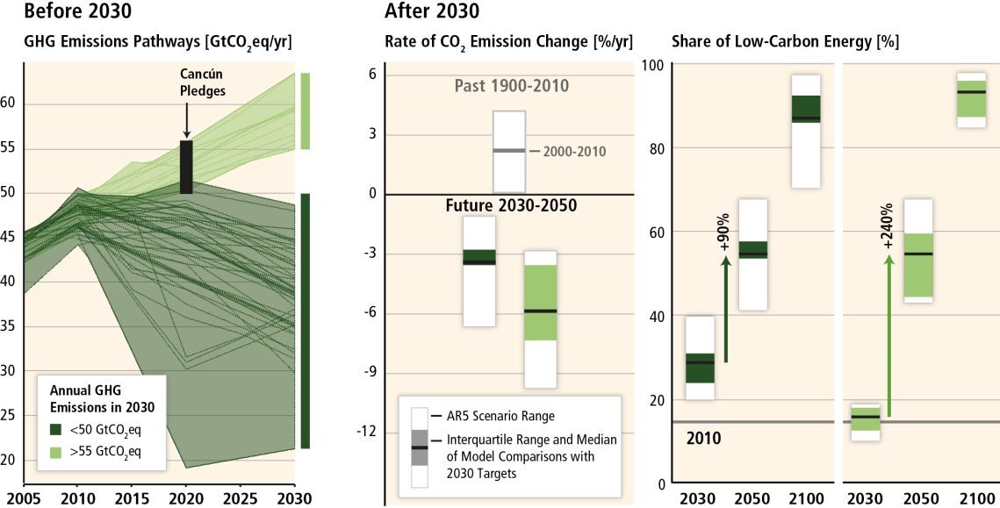 Before 2030
GHG Emissions Pathways [GtCO2eq/yr]
Cancún
Pledges
60
55
50
45
40
35
30
25
20
Annual GHG
Emissions in 2030
<50 GtCO2eq
>55 GtCO2eq
2005 2010 2015 2020 2025 2030
After 2030
Rate of CO2 Emission Change [%/yr]
6
Past 1900-2010
3
2000-2010
0
Future 2030-2050
-3
-6
-9
-12
AR5 Scenario Range
Interquartile Range and Median
of Model Comparisons with
2030 Targets
Share of Low-Carbon Energy [%]
100
80
60
40
20
0
+90%
+240%
2010
2030 2050 2100 2030 2050 2100